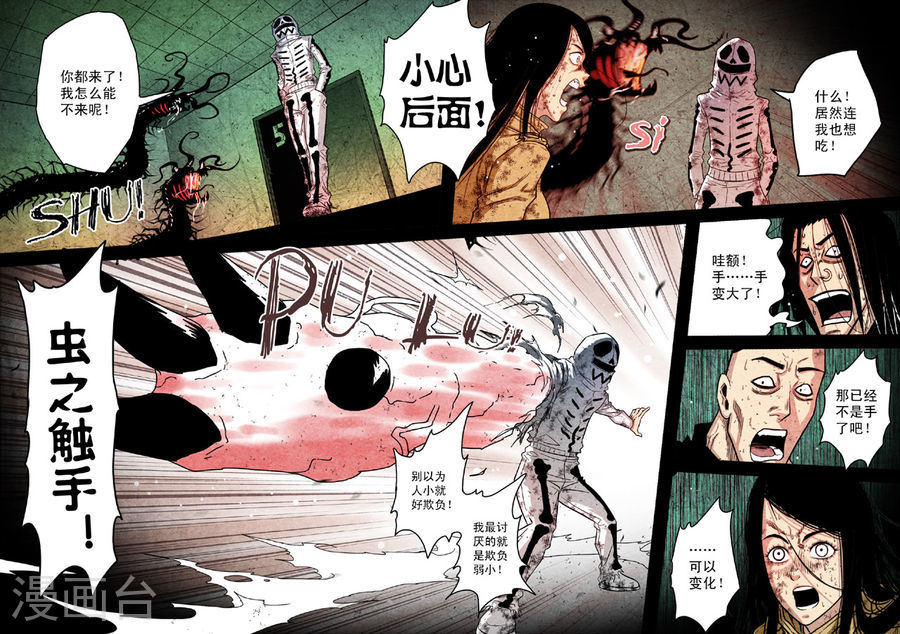 你都来了！
我怎么能
不来呢！
SHU!
5
小心
后面！
Si
什么！
居然连
我也想
吃！
PU LU!!
哇额！
手……手
变大了！
虫之触手！
别以为
人小就
好欺负！
我最讨
厌的就
是欺负
弱小！
那已经
不是手
了吧！
……
可以
变化！
漫画台